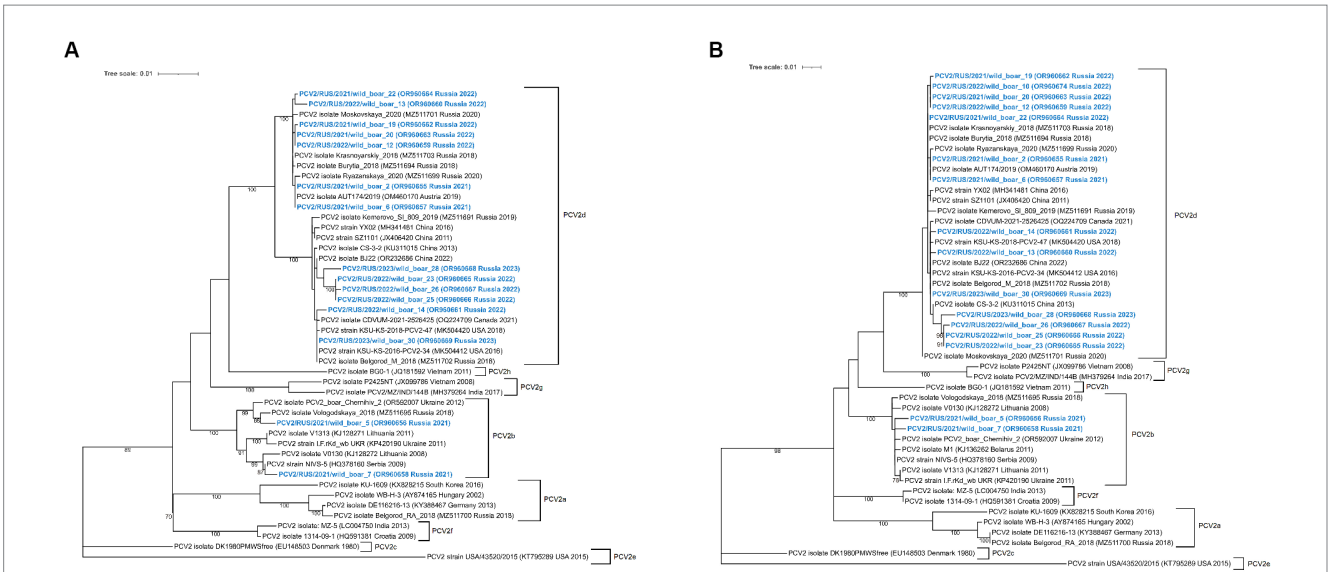 A
Tree scale: 0.01
PCV2/RUS/2021/wild_boar_22 (OR960664 Russia 2022)
PCV2/RUS/2022/wild_boar_13 (OR960660 Russia 2022)
100
PCV2 isolate Moskovskaya_2020 (MZ511701 Russia 2020)
PCV2/RUS/2021/wild_boar_19 (OR960662 Russia 2022)
PCV2/RUS/2021/wild_boar_20 (OR960663 Russia 2022)
PCV2/RUS/2021/wild_boar_12 (OR960659 Russia 2022)
PCV2 isolate Krasnoyarskiy_2018 (MZ511703 Russia 2018)
PCV2 isolate Burytia_2018 (MZ511694 Russia 2018)
PCV2 isolate Ryazanskaya_2020 (MZ511699 Russia 2020)
PCV2/RUS/2021/wild_boar_2 (OR960655 Russia 2021)
100
PCV2 isolate AUT174/2019 (OM460170 Austria 2019)
PCV2/RUS/2021/wild_boar_6 (OR960657 Russia 2021)
PCV2 isolate Kemerovo_SI_809_2019 (MZ511691 Russia 2019)
PCV2 strain YX02 (MH341481 China 2016)
PCV2 strain SZ1101 (JX406420 China 2011)
PCV2 isolate CS-3-2 (KU311015 China 2013)
PCV2 isolate BJ22 (OR232686 China 2022)
100
PCV2/RUS/2023/wild_boar_28 (OR960668 Russia 2023)
PCV2/RUS/2022/wild_boar_23 (OR960665 Russia 2022)
100
PCV2/RUS/2022/wild_boar_26 (OR960667 Russia 2022)
PCV2/RUS/2022/wild_boar_25 (OR960666 Russia 2022)
PCV2/RUS/2022/wild_boar_14 (OR960661 Russia 2022)
PCV2 isolate CDVUM-2021-2526425 (OQ224709 Canada 2021)
PCV2 strain KSU-KS-2018-PCV2-47 (MK504420 USA 2018)
PCV2/RUS/2023/wild_boar_30 (OR960669 Russia 2023)
PCV2 strain KSU-KS-2016-PCV2-34 (MK504412 USA 2016)
PCV2 isolate Belgorod_M_2018 (MZ511702 Russia 2018)
PCV2d
PCV2 isolate BG0-1 (JQ181592 Vietnam 2011)
PCV2h
PCV2 isolate P2425NT (JX099786 Vietnam 2008)
100
PCV2 isolate PCV2/MZ/IND/144B (MH379264 India 2017)
PCV2g
PCV2 isolate PCV2_boar_Chernihiv_2 (OR592007 Ukraine 2012)
PCV2 isolate Vologodskaya_2018 (MZ511695 Russia 2018)
PCV2/RUS/2021/wild_boar_5 (OR960656 Russia 2021)
PCV2 isolate V1313 (KJ128271 Lithuania 2011)
100
PCV2 strain I.F.rKd_wb UKR (KP420190 Ukraine 2011)
PCV2 isolate V0130 (KJ128272 Lithuania 2008)
91
PCV2 strain NIVS-5 (HQ378160 Serbia 2009)
PCV2/RUS/2021/wild_boar_7 (OR960658 Russia 2021)
PCV2b
89
PCV2 isolate KU-1609 (KX828215 South Korea 2016)
PCV2 isolate WB-H-3 (AY874165 Hungary 2002)
100
PCV2 isolate DE116216-13 (KY388467 Germany 2013)
PCV2 isolate Belgorod_RA_2018 (MZ511700 Russia 2018)
PCV2a
70
PCV2 isolate: MZ-5 (LC004750 India 2013)
100
PCV2 isolate 1314-09-1 (HQ591381 Croatia 2009)
PCV2f
PCV2 isolate DK1980PMWSfree (EU148503 Denmark 1980)
PCV2c
PCV2 strain USA/43520/2015 (KT795289 USA 2015)
PCV2e
B
Tree scale: 0.01
PCV2/RUS/2021/wild_boar_19 (OR960662 Russia 2022)
PCV2/RUS/2022/wild_boar_10 (OR960674 Russia 2022)
PCV2/RUS/2021/wild_boar_20 (OR960663 Russia 2022)
PCV2/RUS/2022/wild_boar_12 (OR960659 Russia 2022)
PCV2/RUS/2021/wild_boar_22 (OR960664 Russia 2022)
PCV2 isolate Krasnoyarskiy_2018 (MZ511703 Russia 2018)
PCV2 isolate Burytia_2018 (MZ511694 Russia 2018)
PCV2 isolate Ryazanskaya_2020 (MZ511699 Russia 2020)
PCV2/RUS/2021/wild_boar_2 (OR960655 Russia 2021)
PCV2 isolate AUT174/2019 (OM460170 Austria 2019)
PCV2/RUS/2021/wild_boar_6 (OR960657 Russia 2021)
PCV2 strain YX02 (MH341481 China 2016)
PCV2 strain SZ1101 (JX406420 China 2011)
PCV2 isolate Kemerovo_SI_809_2019 (MZ511691 Russia 2019)
PCV2 isolate CDVUM-2021-2526425 (OQ224709 Canada 2021)
PCV2/RUS/2022/wild_boar_14 (OR960661 Russia 2022)
PCV2 strain KSU-KS-2018-PCV2-47 (MK504420 USA 2018)
PCV2/RUS/2022/wild_boar_13 (OR960660 Russia 2022)
PCV2 isolate BJ22 (OR232686 China 2022)
PCV2 strain KSU-KS-2016-PCV2-34 (MK504412 USA 2016)
PCV2 isolate Belgorod_M_2018 (MZ511702 Russia 2018)
100
PCV2/RUS/2023/wild_boar_30 (OR960669 Russia 2023)
PCV2 isolate CS-3-2 (KU311015 China 2013)
PCV2/RUS/2023/wild_boar_28 (OR960668 Russia 2023)
PCV2/RUS/2022/wild_boar_26 (OR960667 Russia 2022)
PCV2/RUS/2022/wild_boar_25 (OR960666 Russia 2022)
PCV2/RUS/2022/wild_boar_23 (OR960665 Russia 2022)
PCV2 isolate Moskovskaya_2020 (MZ511701 Russia 2020)
PCV2d
PCV2 isolate P2425NT (JX099786 Vietnam 2008)
100
PCV2 isolate PCV2/MZ/IND/144B (MH379264 India 2017)
PCV2g
PCV2 isolate BG0-1 (JQ181592 Vietnam 2011)
PCV2h
PCV2 isolate Vologodskaya_2018 (MZ511695 Russia 2018)
PCV2 isolate V0130 (KJ128272 Lithuania 2008)
100
PCV2/RUS/2021/wild_boar_5 (OR960656 Russia 2021)
PCV2/RUS/2021/wild_boar_7 (OR960658 Russia 2021)
PCV2 isolate PCV2_boar_Chernihiv_2 (OR592007 Ukraine 2012)
PCV2 isolate M1 (KJ136262 Belarus 2011)
98
PCV2 strain NIVS-5 (HQ378160 Serbia 2009)
PCV2 isolate V1313 (KJ128271 Lithuania 2011)
PCV2 strain I.F.rKd_wb UKR (KP420190 Ukraine 2011)
PCV2b
PCV2 isolate: MZ-5 (LC004750 India 2013)
100
PCV2 isolate 1314-09-1 (HQ591381 Croatia 2009)
PCV2f
PCV2 isolate KU-1609 (KX828215 South Korea 2016)
PCV2 isolate WB-H-3 (AY874165 Hungary 2002)
100
PCV2 isolate DE116216-13 (KY388467 Germany 2013)
100
PCV2 isolate Belgorod_RA_2018 (MZ511700 Russia 2018)
PCV2a
PCV2 isolate DK1980PMWSfree (EU148503 Denmark 1980)
PCV2c
PCV2 strain USA/43520/2015 (KT795289 USA 2015)
PCV2e